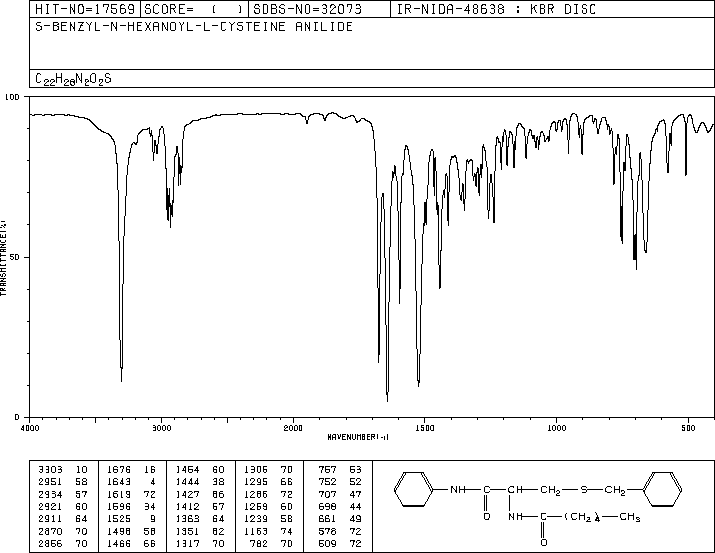 HIT-NO=17569 SCORE= ( ) SDBS-NO=32073 IR-NIDA-48638 : KBR DISC
S-BENZYL-N-HEXANOYL-L-CYSTEINE ANILIDE
C22H28N2O2S
100
50
0
TRANSMITTANCE(%)
4000 3000 2000 1500 1000 500
WAVENUMBER(-1)
3303 10 1676 16 1454 60 1306 70 757 53
2951 58 1643 4 1444 38 1295 66 752 52
2934 57 1619 72 1427 86 1286 72 707 47
2921 60 1596 34 1412 57 1269 60 698 44
2911 64 1525 9 1363 64 1239 58 661 49
2870 70 1498 58 1351 62 1163 74 578 72
2856 70 1466 66 1317 70 782 70 509 72
NH C CH CH2 S CH2
O NH C (CH2)4 CH3
O